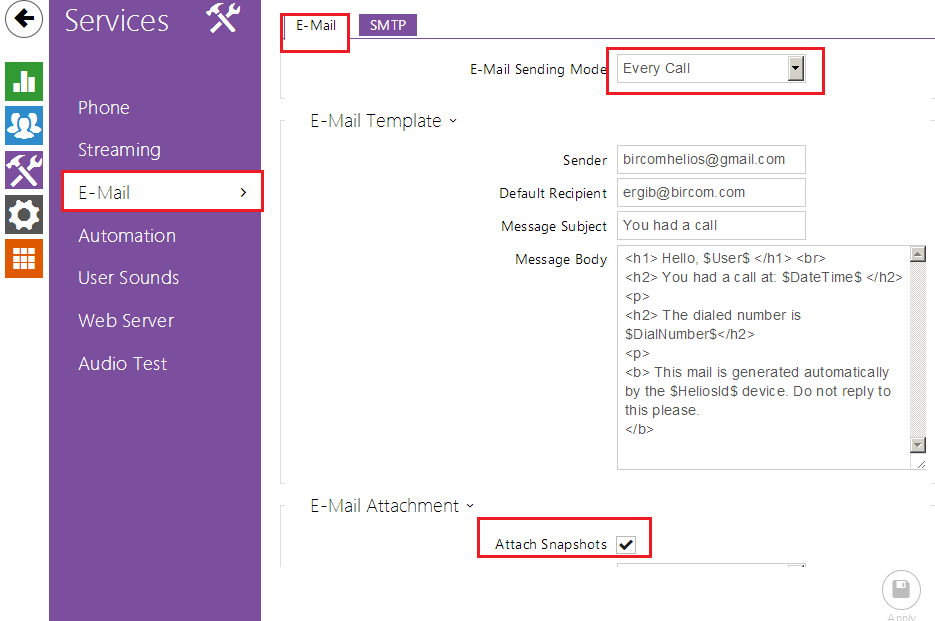 Services
Phone
Streaming
E-Mail
Automation
User Sounds
Web Server
Audio Test
E-Mail
SMTP
E-Mail Sending Mode Every Call
E-Mail Template
Sender bircomhelios@gmail.com
Default Recipient ergib@bircom.com
Message Subject You had a call
Message Body <h1> Hello, $User$ </h1> <br>
<h2> You had a call at: $DateTime$ </h2>
<p>
<h2> The dialed number is
$DialNumber$</h2>
<p>
<b> This mail is generated automatically
by the $HeliosId$ device. Do not reply to
this please.
</b>
E-Mail Attachment
Attach Snapshots
Apply